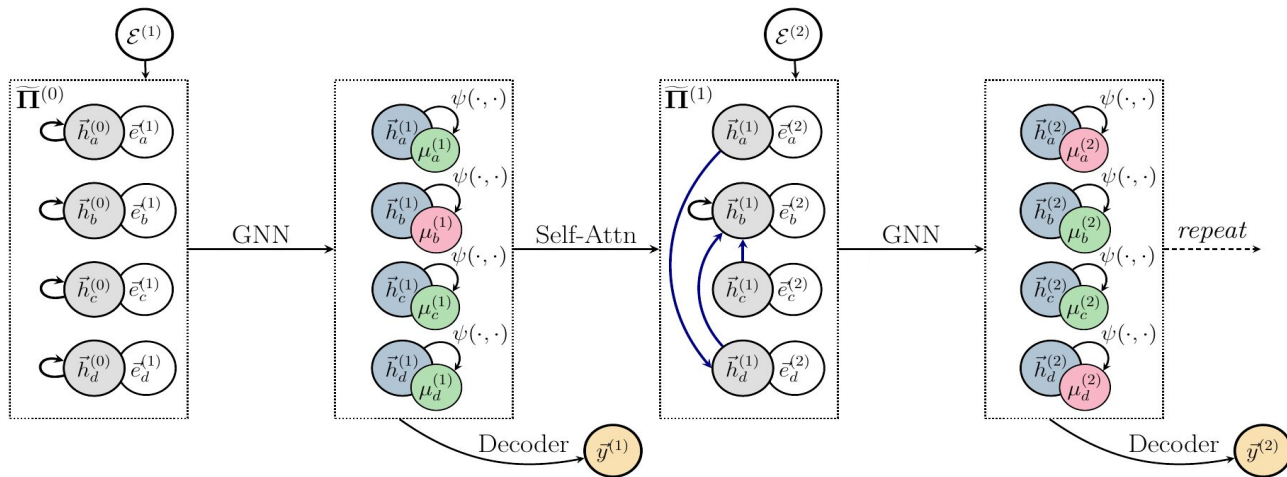 ℰ⁽¹⁾
ℰ⁽²⁾
Π̃⁽⁰⁾
h⃗ₐ⁽⁰⁾ e⃗ₐ⁽¹⁾
h⃗_b⁽⁰⁾ e⃗_b⁽¹⁾
h⃗_c⁽⁰⁾ e⃗_c⁽¹⁾
h⃗_d⁽⁰⁾ e⃗_d⁽¹⁾
GNN
ψ(·, ·)
h⃗ₐ⁽¹⁾ μₐ⁽¹⁾
ψ(·, ·)
h⃗_b⁽¹⁾ μ_b⁽¹⁾
ψ(·, ·)
h⃗_c⁽¹⁾ μ_c⁽¹⁾
ψ(·, ·)
h⃗_d⁽¹⁾ μ_d⁽¹⁾
Decoder
y⃗⁽¹⁾
Self-Attn
Π̃⁽¹⁾
h⃗ₐ⁽¹⁾ e⃗ₐ⁽²⁾
h⃗_b⁽¹⁾ e⃗_b⁽²⁾
h⃗_c⁽¹⁾ e⃗_c⁽²⁾
h⃗_d⁽¹⁾ e⃗_d⁽²⁾
GNN
ψ(·, ·)
h⃗ₐ⁽²⁾ μₐ⁽²⁾
ψ(·, ·)
h⃗_b⁽²⁾ μ_b⁽²⁾
ψ(·, ·)
h⃗_c⁽²⁾ μ_c⁽²⁾
ψ(·, ·)
h⃗_d⁽²⁾ μ_d⁽²⁾
repeat
Decoder
y⃗⁽²⁾